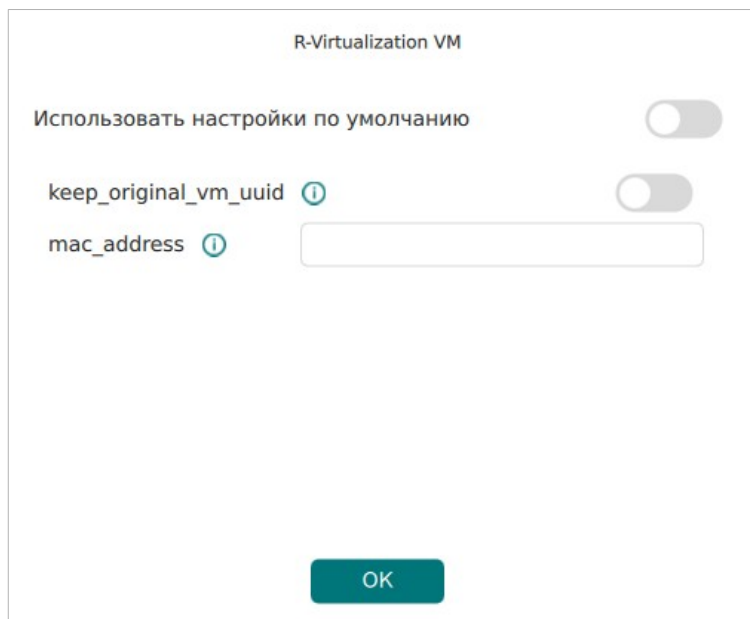 R-Virtualization VM
Использовать настройки по умолчанию
keep_original_vm_uuid
mac_address
OK